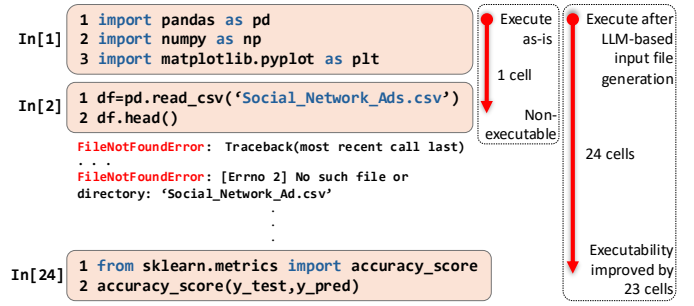 In[1]
1 import pandas as pd
2 import numpy as np
3 import matplotlib.pyplot as plt
In[2]
1 df=pd.read_csv(‘Social_Network_Ads.csv’)
2 df.head()
FileNotFoundError: Traceback(most recent call last)
. . .
FileNotFoundError: [Errno 2] No such file or
directory: ‘Social_Network_Ad.csv’
.
.
.
In[24]
1 from sklearn.metrics import accuracy_score
2 accuracy_score(y_test,y_pred)
Execute
as-is
1 cell
Non-
executable
Execute after
LLM-based
input file
generation
24 cells
Executability
improved by
23 cells